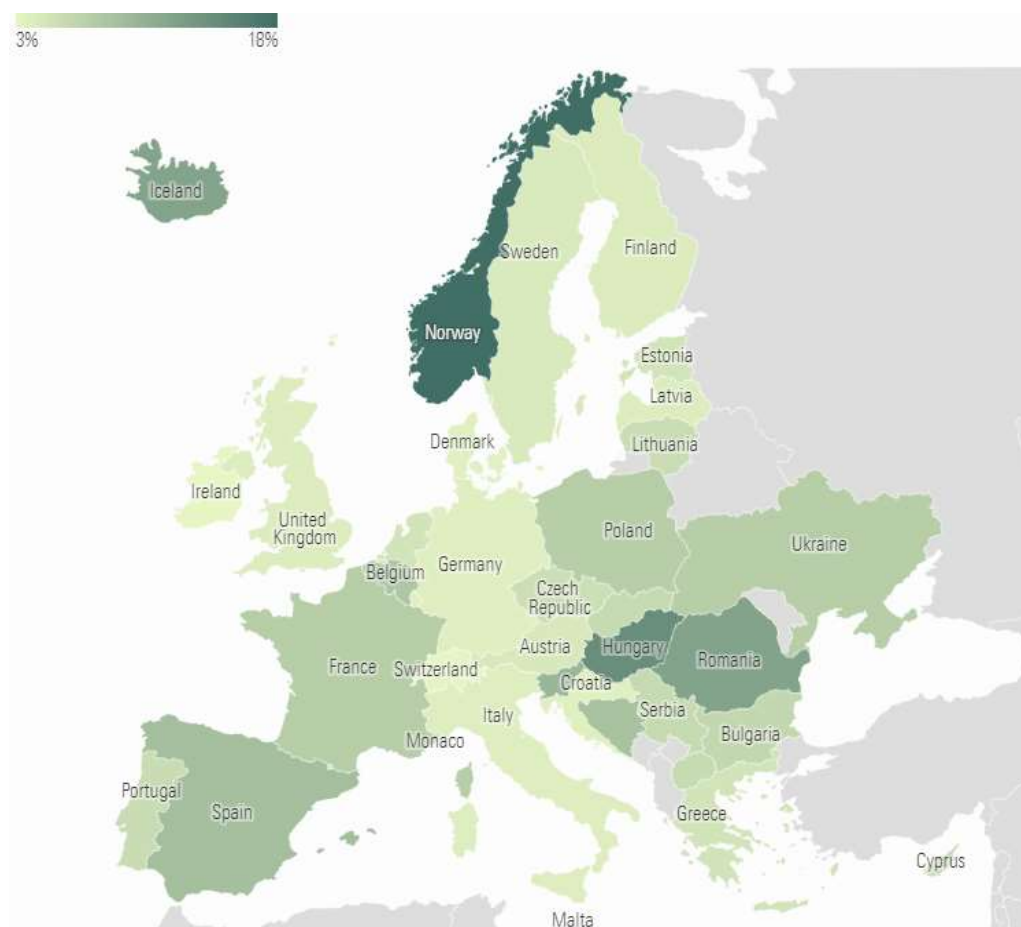 3%
18%
Iceland
Sweden
Finland
Norway
Estonia
Latvia
Denmark
Lithuania
Ireland
United
Kingdom
Poland
Ukraine
Belgium
Germany
Czech
Republic
Austria
Hungary
France
Switzerland
Romania
Croatia
Italy
Serbia
Bulgaria
Monaco
Portugal
Spain
Greece
Cyprus
Malta